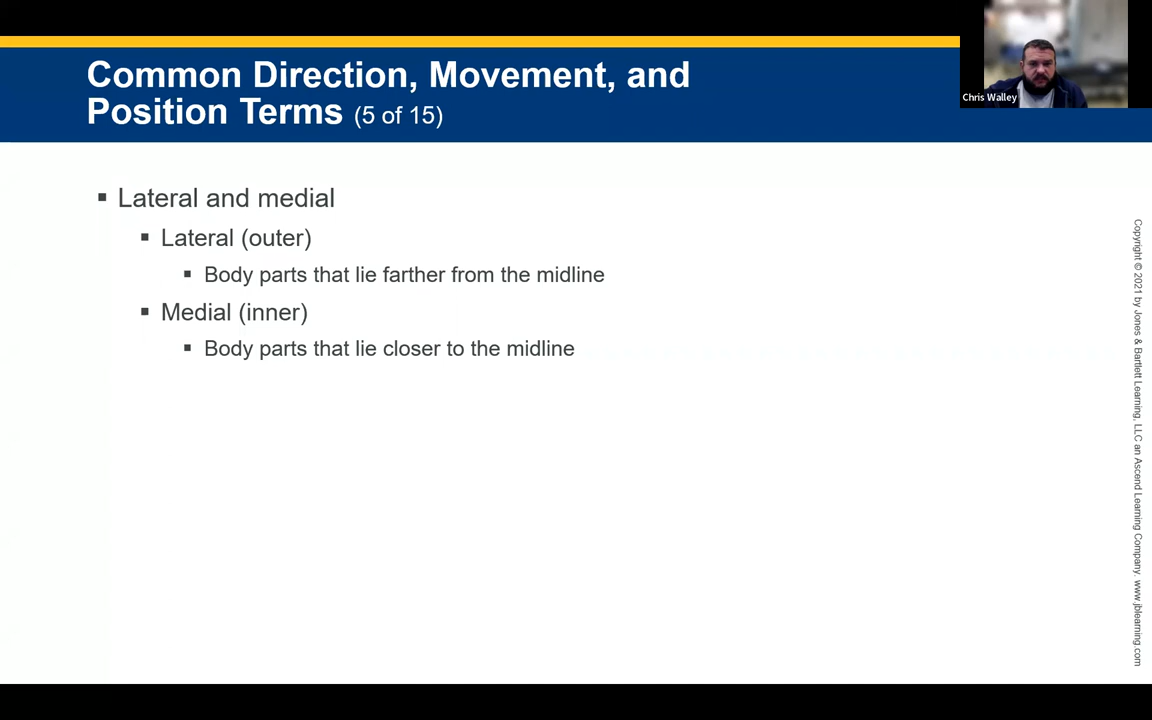 Common Direction, Movement, and
Position Terms (5 of 15)
Chris Walley
▪ Lateral and medial
▪ Lateral (outer)
▪ Body parts that lie farther from the midline
▪ Medial (inner)
▪ Body parts that lie closer to the midline
Copyright © 2021 by Jones & Bartlett Learning, LLC an Ascend Learning Company. www.jblearning.com